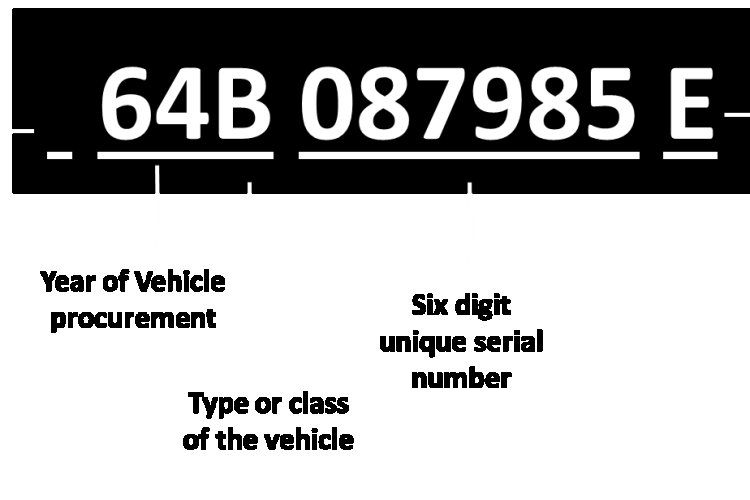 64B 087985 E
Year of Vehicle
procurement
Six digit
unique serial
number
Type or class
of the vehicle